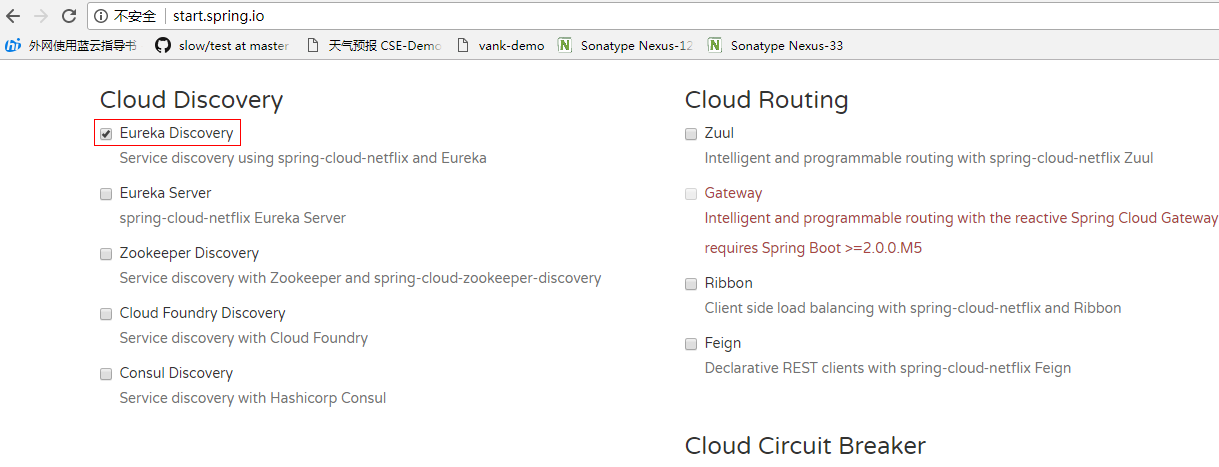 不安全 start.spring.io
外网使用蓝云指导书 slow/test at master 天气预报 CSE-Demo vank-demo Sonatype Nexus-12 Sonatype Nexus-33
Cloud Discovery
Eureka Discovery
Service discovery using spring-cloud-netflix and Eureka
Eureka Server
spring-cloud-netflix Eureka Server
Zookeeper Discovery
Service discovery with Zookeeper and spring-cloud-zookeeper-discovery
Cloud Foundry Discovery
Service discovery with Cloud Foundry
Consul Discovery
Service discovery with Hashicorp Consul
Cloud Routing
Zuul
Intelligent and programmable routing with spring-cloud-netflix Zuul
Gateway
Intelligent and programmable routing with the reactive Spring Cloud Gateway
requires Spring Boot >=2.0.0.M5
Ribbon
Client side load balancing with spring-cloud-netflix and Ribbon
Feign
Declarative REST clients with spring-cloud-netflix Feign
Cloud Circuit Breaker